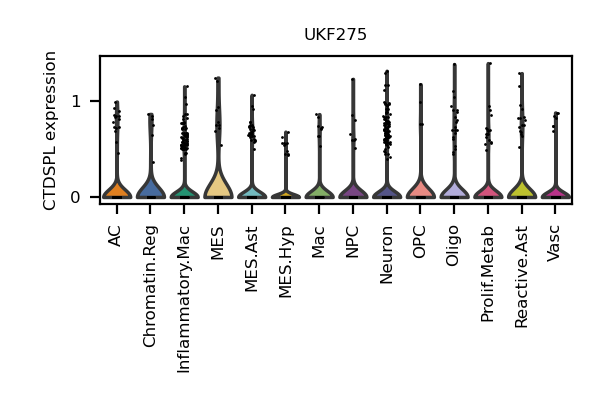 UKF275
CTDSPL expression
1
0
AC
Chromatin.Reg
Inflammatory.Mac
MES
MES.Ast
MES.Hyp
Mac
NPC
Neuron
OPC
Oligo
Prolif.Metab
Reactive.Ast
Vasc